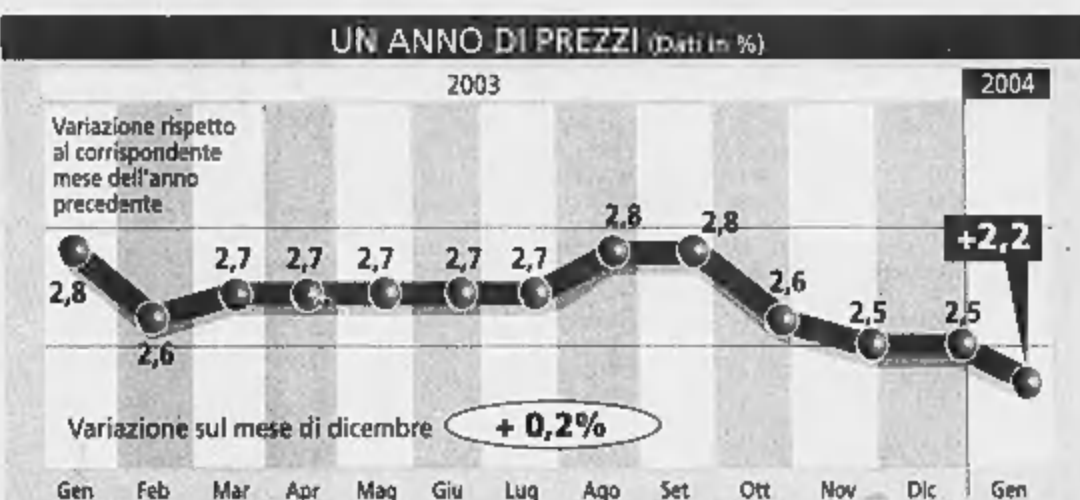 UN ANNO DI PREZZI (Dati in %)
2003 2004
Variazione rispetto
al corrispondente
mese dell'anno
precedente
2,8 2,6 2,7 2,7 2,7 2,7 2,7 2,8 2,8 2,6 2,5 2,5 +2,2
Variazione sul mese di dicembre + 0,2%
Gen Feb Mar Apr Mag Giu Lug Ago Set Ott Nov Dic Gen